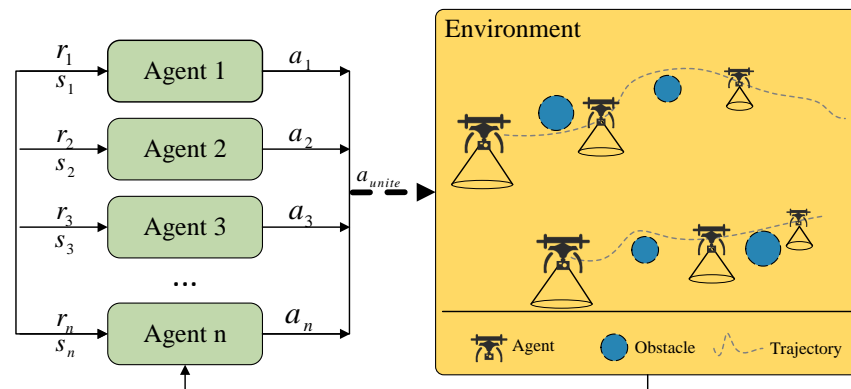 Environment
r1
s1
Agent 1
a1
r2
s2
Agent 2
a2
aunite
r3
s3
Agent 3
a3
...
rn
sn
Agent n
an
Agent
Obstacle
Trajectory